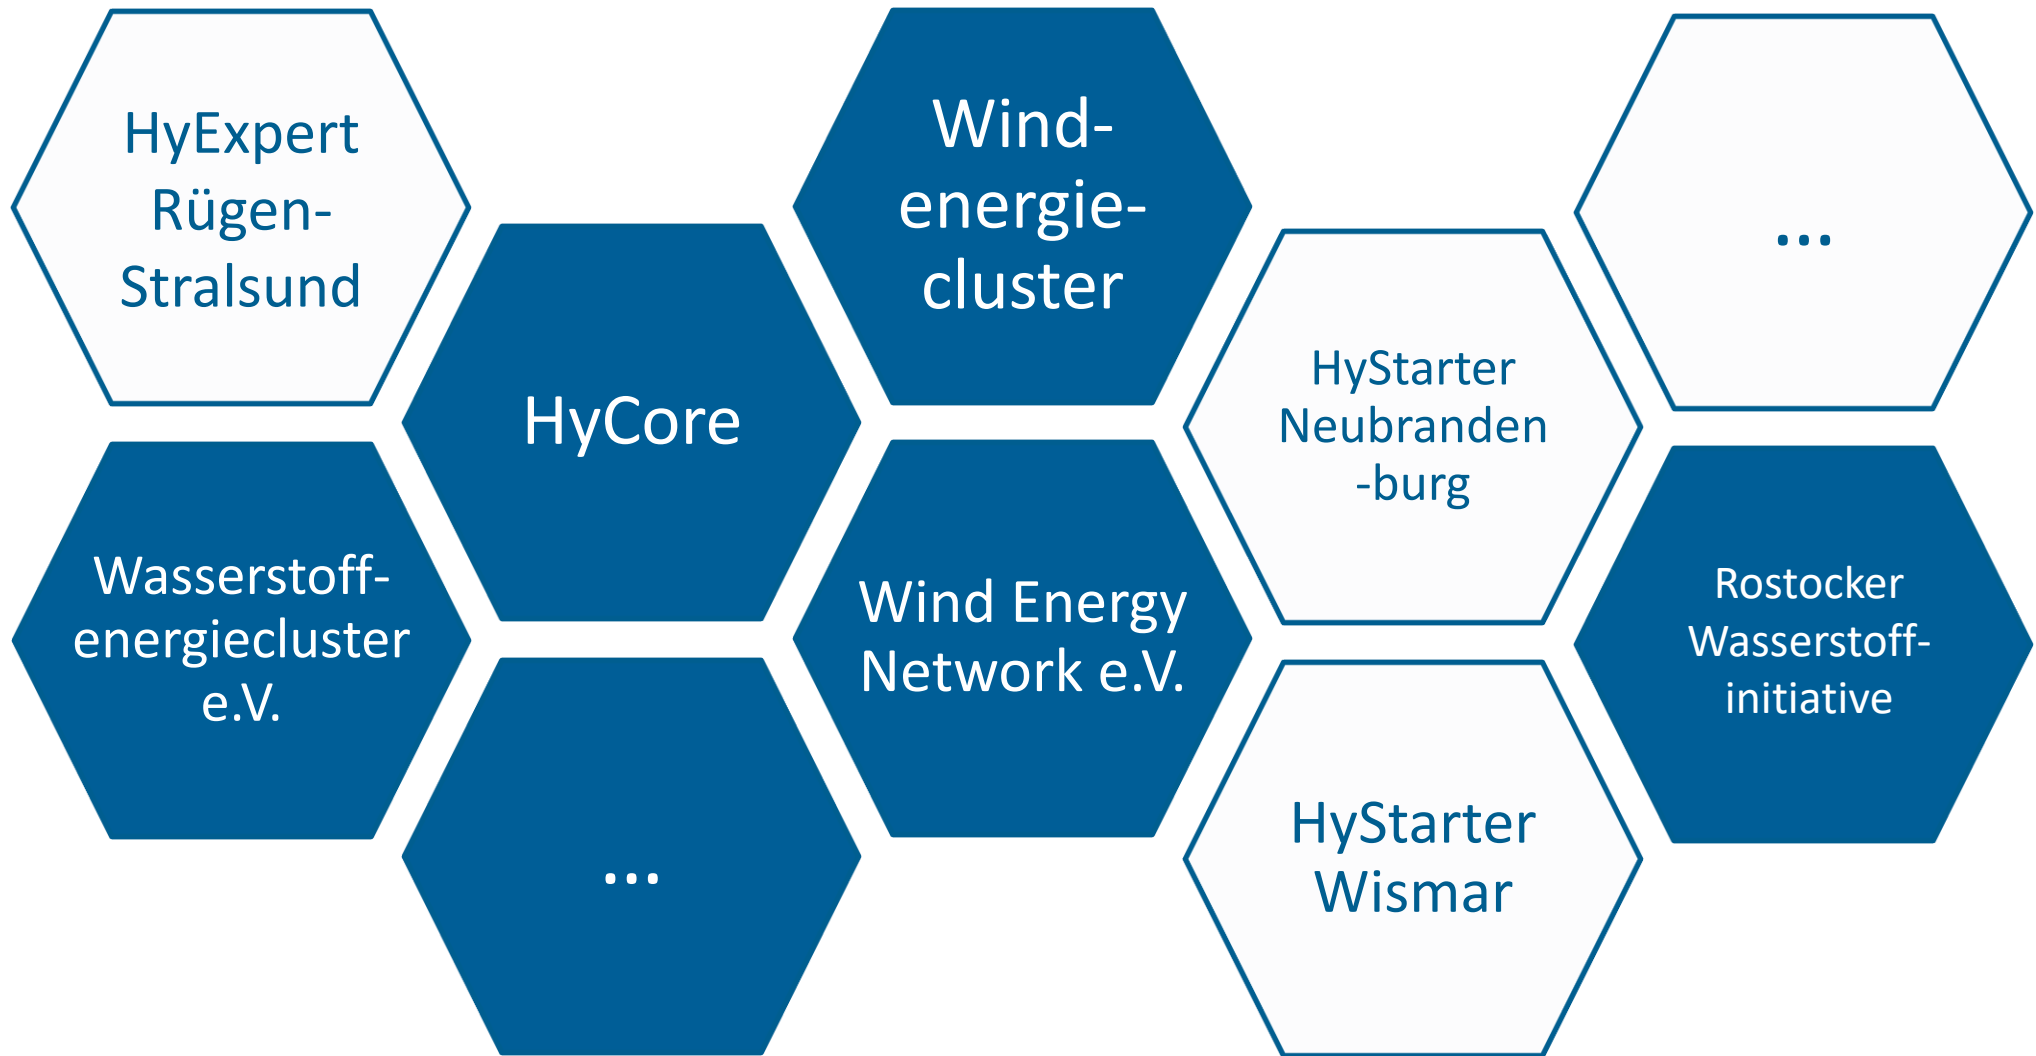 HyExpert
Rügen-
Stralsund
Wasserstoff-
energiecluster
e.V.
HyCore
...
Wind-
energie-
cluster
Wind Energy
Network e.V.
HyStarter
Neubranden
-burg
HyStarter
Wismar
...
Rostocker
Wasserstoff-
initiative